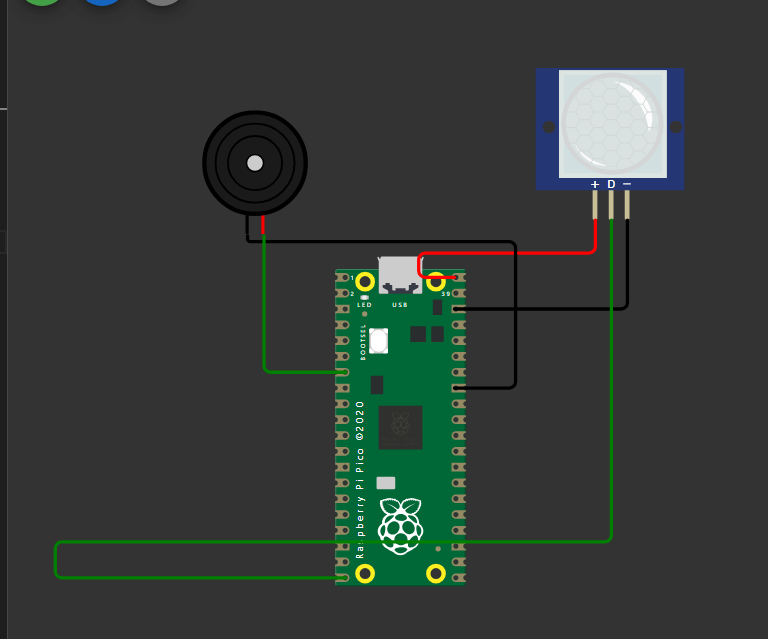 + D −
1
2
39
LED
USB
BOOTSEL
Raspberry Pi Pico ©2020